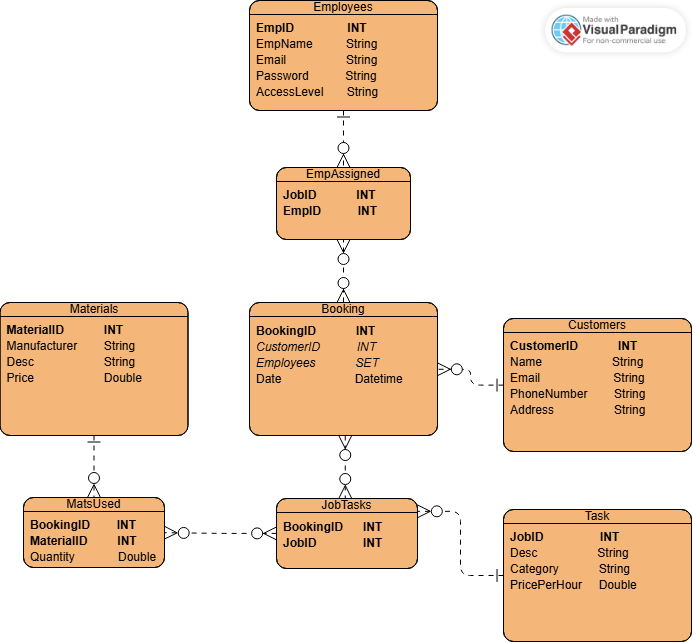 Employees
EmpID INT
EmpName String
Email String
Password String
AccessLevel String
Made with
VisualParadigm
For non-commercial use
EmpAssigned
JobID INT
EmpID INT
Materials
MaterialID INT
Manufacturer String
Desc String
Price Double
Booking
BookingID INT
CustomerID INT
Employees SET
Date Datetime
Customers
CustomerID INT
Name String
Email String
PhoneNumber String
Address String
MatsUsed
BookingID INT
MaterialID INT
Quantity Double
JobTasks
BookingID INT
JobID INT
Task
JobID INT
Desc String
Category String
PricePerHour Double